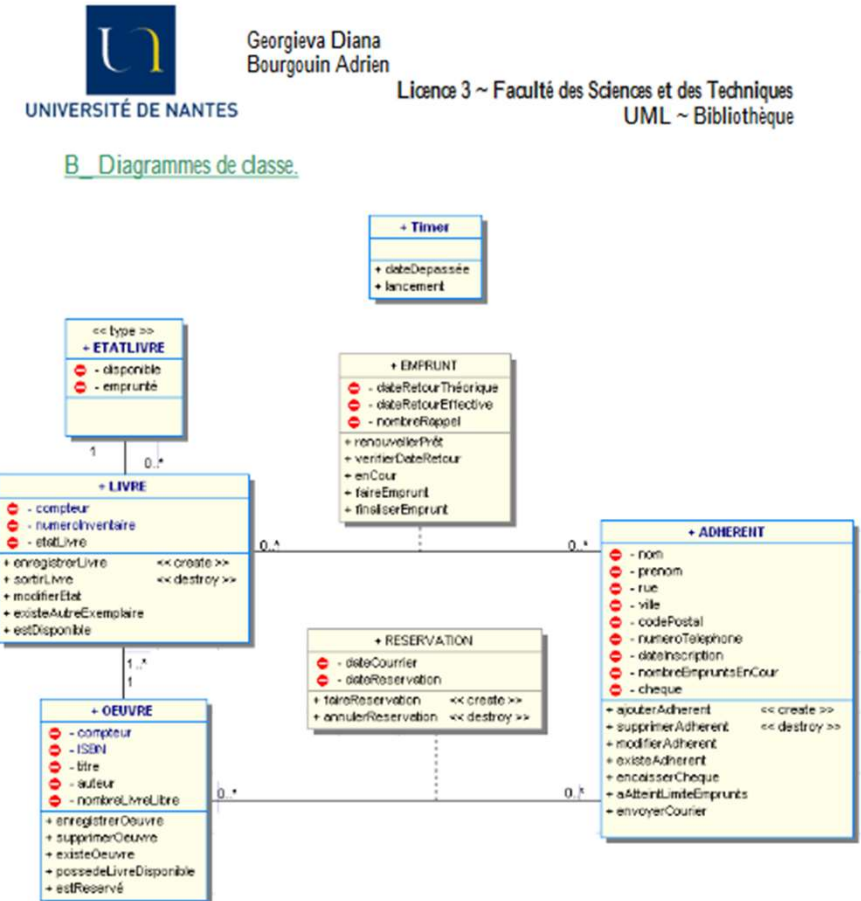 Georgieva Diana
Bourgouin Adrien
UNIVERSITÉ DE NANTES
Licence 3 ~ Faculté des Sciences et des Techniques
UML ~ Bibliothèque
B_ Diagrammes de classe.
+ Timer
+ dateDepassée
+ lancement
<< type >>
+ ETATLIVRE
- disponible
- emprunté
1
0..*
+ EMPRUNT
- dateRetourThéorique
- dateRetourEffective
- nombreRappel
+ renouvellerPrêt
+ verifierDateRetour
+ enCour
+ faireEmprunt
+ finaliserEmprunt
+ LIVRE
- compteur
- numeroInventaire
- etatLivre
+ enregistrerLivre << create >>
+ sortirLivre << destroy >>
+ modifierEtat
+ existeAutreExemplaire
+ estDisponible
0..*
0..*
+ ADHERENT
- nom
- prenom
- rue
- ville
- codePostal
- numeroTelephone
- dateInscription
- nombreEmpruntsEnCour
- cheque
+ ajouterAdherent << create >>
+ supprimerAdherent << destroy >>
+ modifierAdherent
+ existeAdherent
+ encaisserCheque
+ aAtteintLimiteEmprunts
+ envoyerCourier
+ RESERVATION
- dateCourrier
- dateReservation
+ faireReservation << create >>
+ annulerReservation << destroy >>
1..*
1
+ OEUVRE
- compteur
- ISBN
- titre
- auteur
- nombreLivreLibre
+ enregistrerOeuvre
+ supprimerOeuvre
+ existeOeuvre
+ possedeLivreDisponible
+ estReservé
0..*
0..*